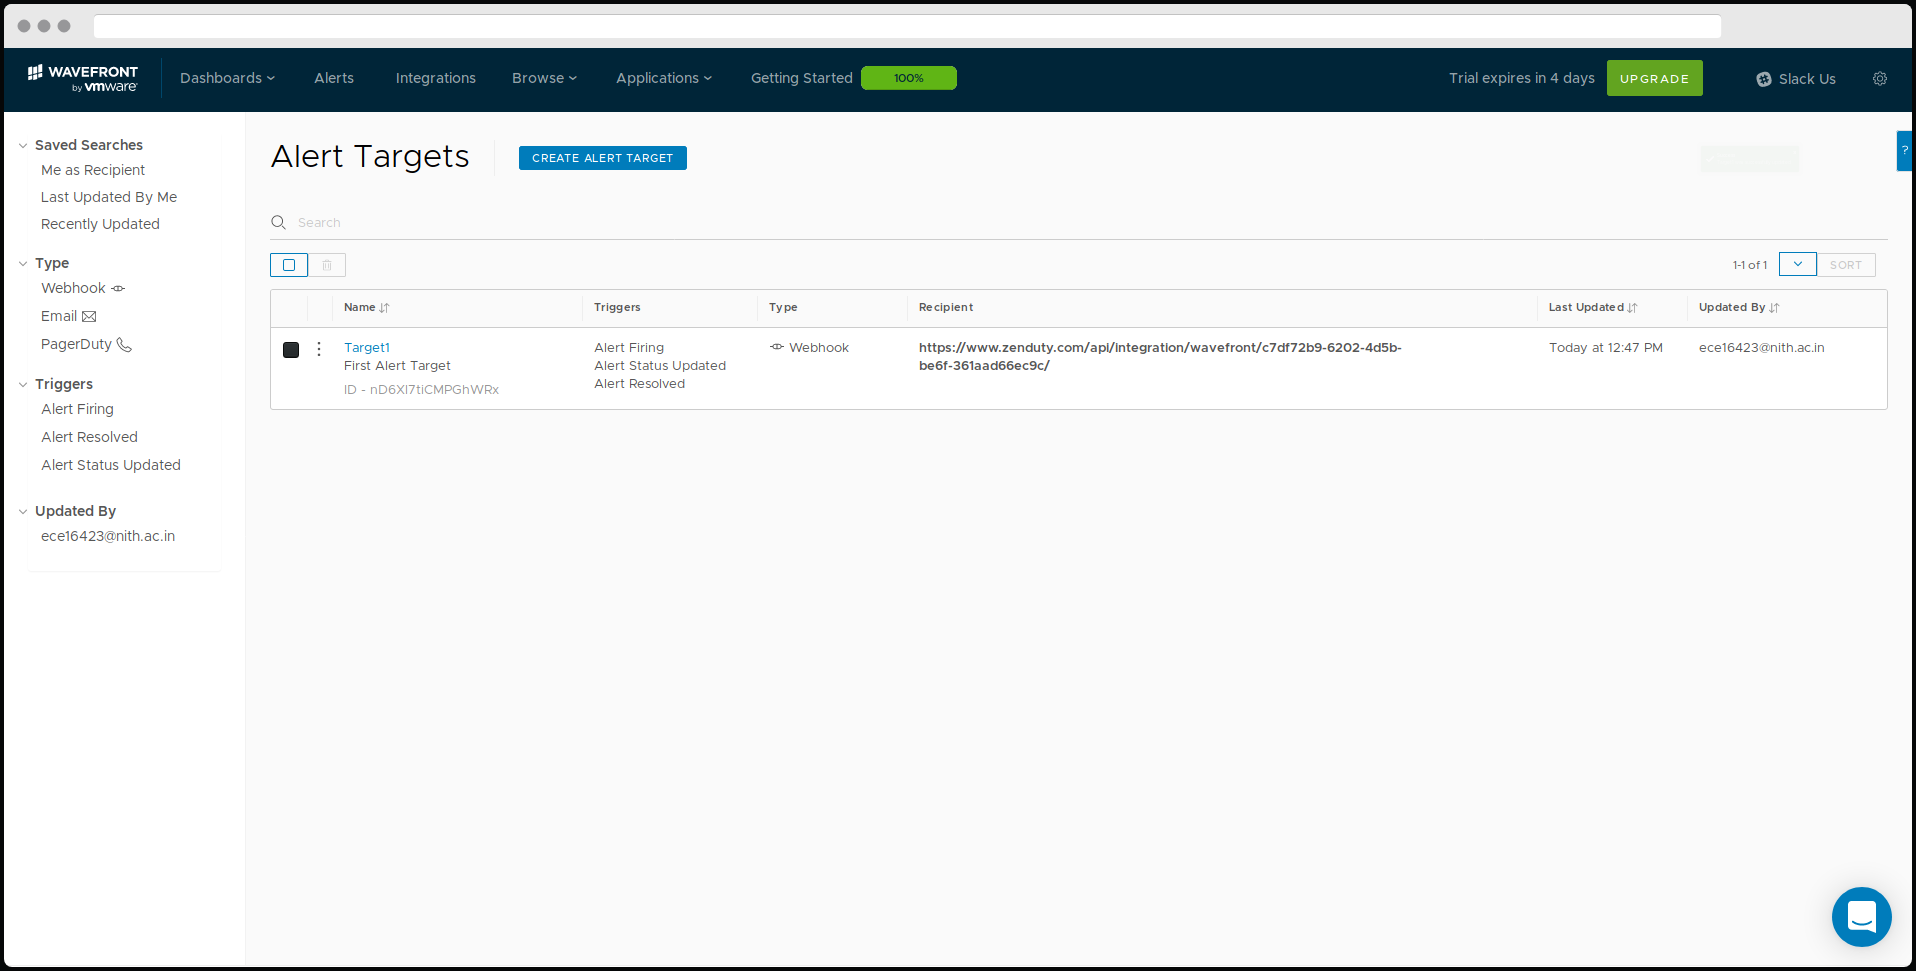 WAVEFRONT
by vmware
Dashboards
Alerts
Integrations
Browse
Applications
Getting Started
100%
Trial expires in 4 days
UPGRADE
Slack Us
Saved Searches
Me as Recipient
Last Updated By Me
Recently Updated
Type
Webhook
Email
PagerDuty
Triggers
Alert Firing
Alert Resolved
Alert Status Updated
Updated By
ece16423@nith.ac.in
Alert Targets
CREATE ALERT TARGET
?
Search
1-1 of 1
SORT
Name
Triggers
Type
Recipient
Last Updated
Updated By
Target1
First Alert Target
ID - nD6XI7tiCMPGhWRx
Alert Firing
Alert Status Updated
Alert Resolved
Webhook
https://www.zenduty.com/api/integration/wavefront/c7df72b9-6202-4d5b-
be6f-361aad66ec9c/
Today at 12:47 PM
ece16423@nith.ac.in